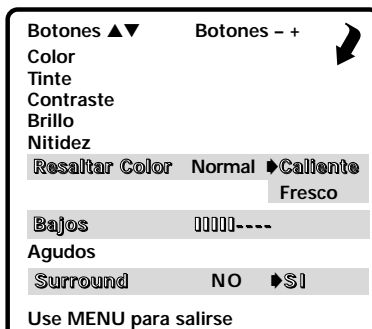 Botones ▲▼ Botones – +
Color
Tinte
Contraste
Brillo
Nitidez
Resaltar Color Normal Caliente
Fresco
Bajos
Agudos
Surround NO SI
Use MENU para salirse